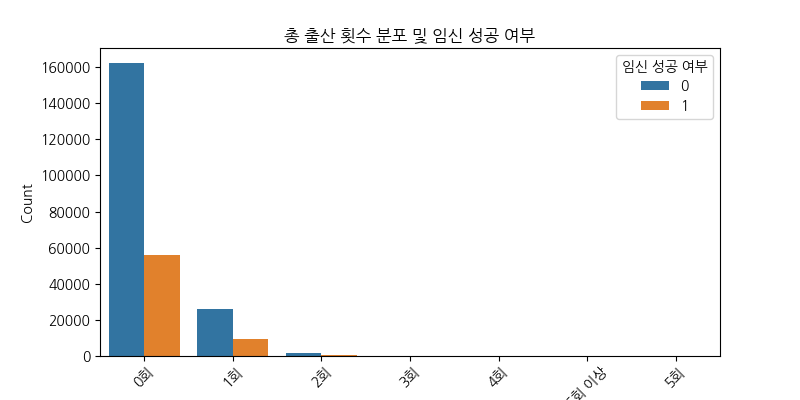 총 출산 횟수 분포 및 임신 성공 여부
임신 성공 여부
0
1
Count
160000
140000
120000
100000
80000
60000
40000
20000
0
0회
1회
2회
3회
4회
회 이상
5회